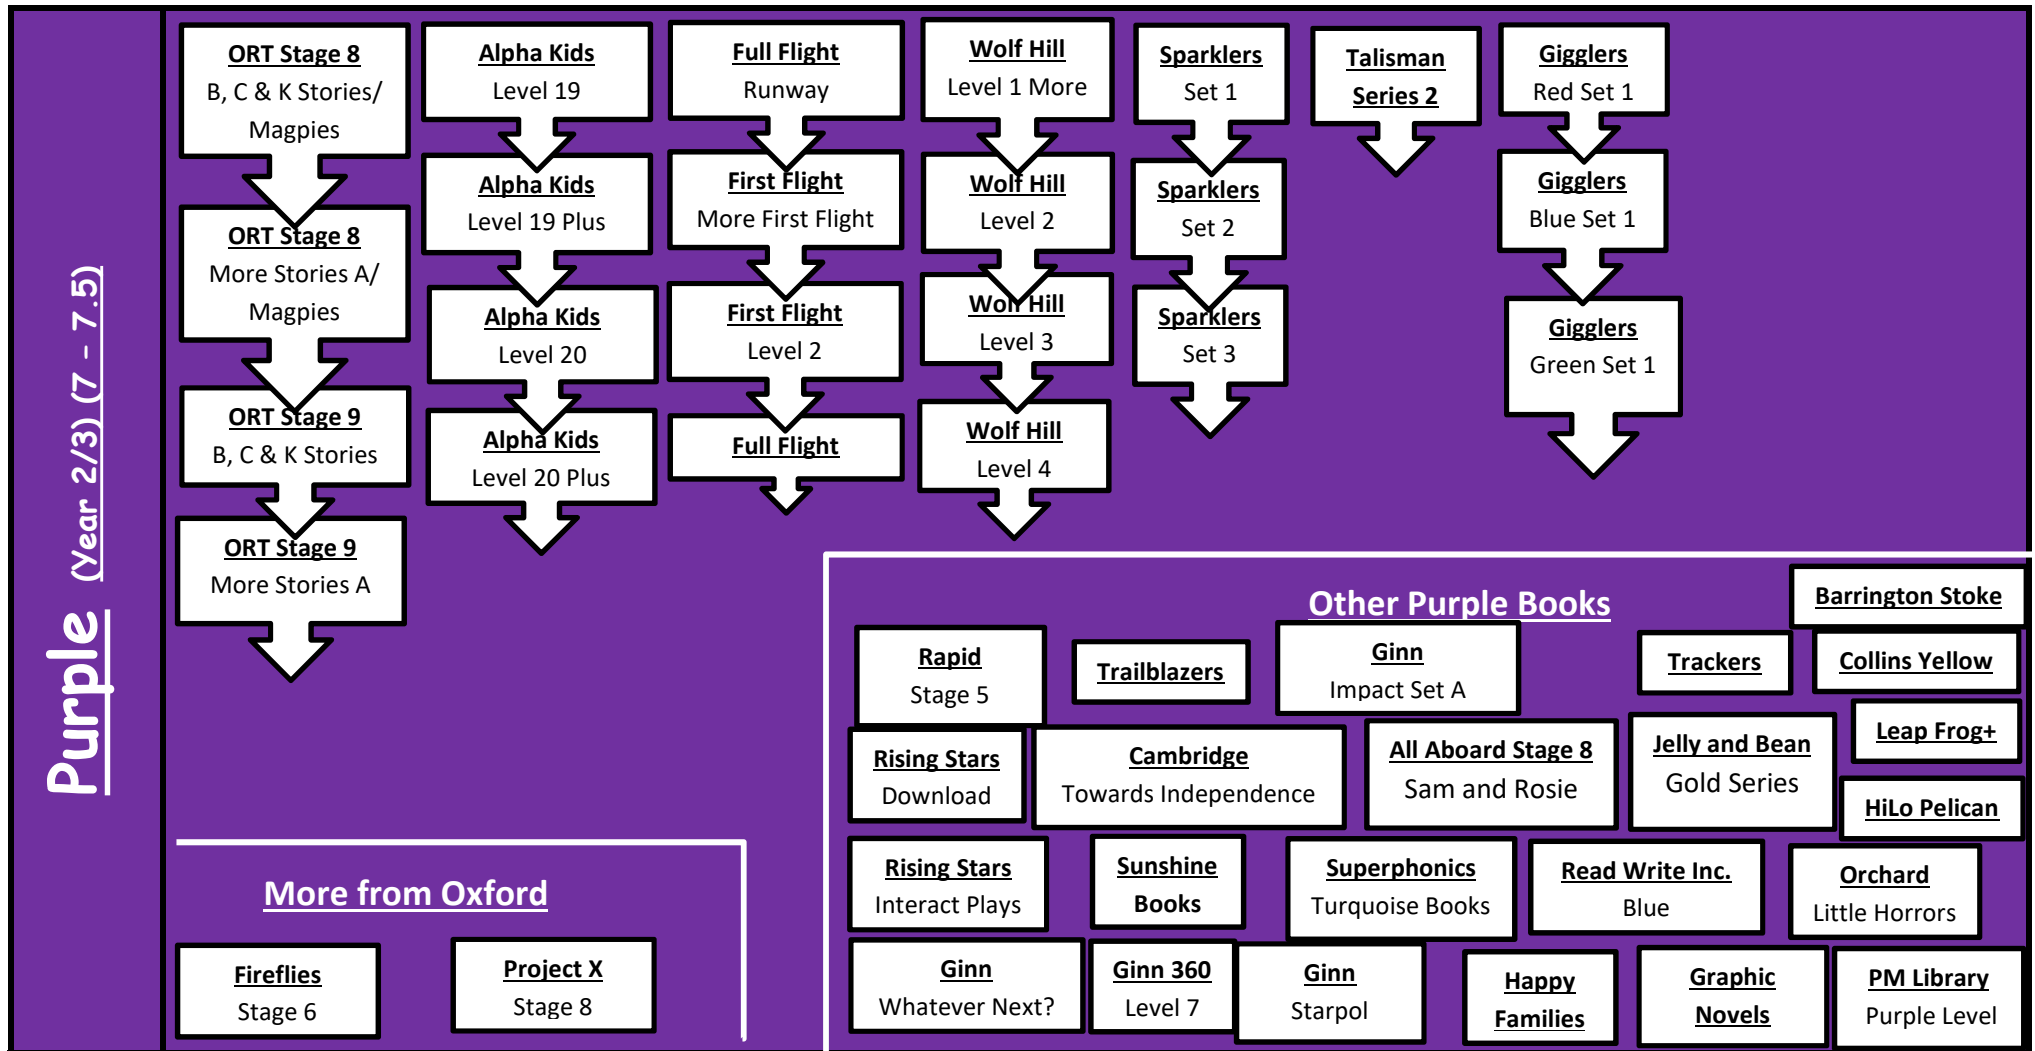 Purple (Year 2/3) (7 – 7.5)
ORT Stage 8
B, C & K Stories/
Magpies
ORT Stage 8
More Stories A/
Magpies
ORT Stage 9
B, C & K Stories
ORT Stage 9
More Stories A
Alpha Kids
Level 19
Alpha Kids
Level 19 Plus
Alpha Kids
Level 20
Alpha Kids
Level 20 Plus
Full Flight
Runway
First Flight
More First Flight
First Flight
Level 2
Full Flight
Wolf Hill
Level 1 More
Wolf Hill
Level 2
Wolf Hill
Level 3
Wolf Hill
Level 4
Sparklers
Set 1
Sparklers
Set 2
Sparklers
Set 3
Talisman
Series 2
Gigglers
Red Set 1
Gigglers
Blue Set 1
Gigglers
Green Set 1
More from Oxford
Fireflies
Stage 6
Project X
Stage 8
Other Purple Books
Barrington Stoke
Rapid
Stage 5
Trailblazers
Ginn
Impact Set A
Trackers
Collins Yellow
Leap Frog+
Rising Stars
Download
Cambridge
Towards Independence
All Aboard Stage 8
Sam and Rosie
Jelly and Bean
Gold Series
HiLo Pelican
Rising Stars
Interact Plays
Sunshine
Books
Superphonics
Turquoise Books
Read Write Inc.
Blue
Orchard
Little Horrors
Ginn
Whatever Next?
Ginn 360
Level 7
Ginn
Starpol
Happy
Families
Graphic
Novels
PM Library
Purple Level